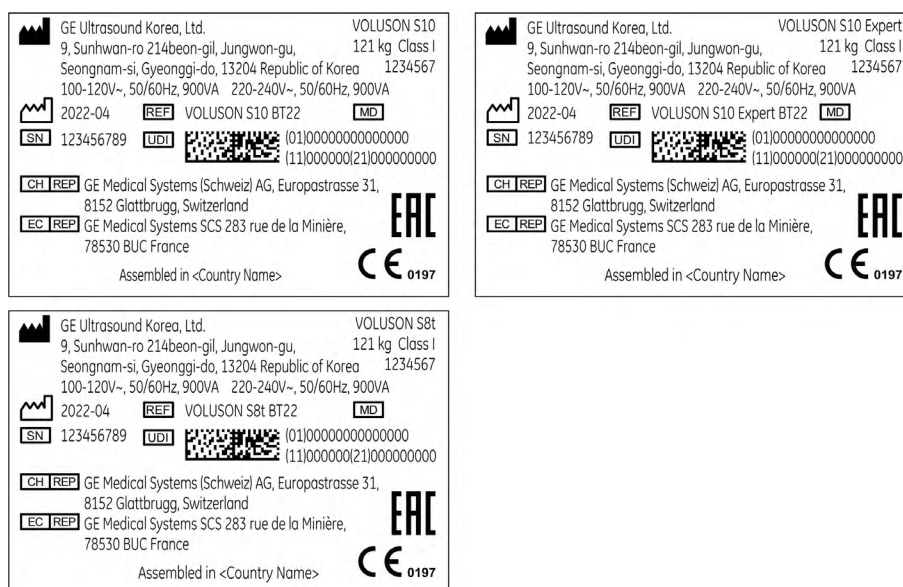 GE Ultrasound Korea, Ltd. VOLUSON S10
9, Sunhwan-ro 214beon-gil, Jungwon-gu, 121 kg Class I
Seongnam-si, Gyeonggi-do, 13204 Republic of Korea 1234567
100-120V~, 50/60Hz, 900VA 220-240V~, 50/60Hz, 900VA
2022-04 REF VOLUSON S10 BT22 MD
SN 123456789 UDI (01)00000000000000
(11)000000(21)000000000
CH REP GE Medical Systems (Schweiz) AG, Europastrasse 31,
8152 Glattbrugg, Switzerland
EC REP GE Medical Systems SCS 283 rue de la Minière,
78530 BUC France
EAC
Assembled in <Country Name> CE 0197
GE Ultrasound Korea, Ltd. VOLUSON S10 Expert
9, Sunhwan-ro 214beon-gil, Jungwon-gu, 121 kg Class I
Seongnam-si, Gyeonggi-do, 13204 Republic of Korea 1234567
100-120V~, 50/60Hz, 900VA 220-240V~, 50/60Hz, 900VA
2022-04 REF VOLUSON S10 Expert BT22 MD
SN 123456789 UDI (01)00000000000000
(11)000000(21)000000000
CH REP GE Medical Systems (Schweiz) AG, Europastrasse 31,
8152 Glattbrugg, Switzerland
EC REP GE Medical Systems SCS 283 rue de la Minière,
78530 BUC France
EAC
Assembled in <Country Name> CE 0197
GE Ultrasound Korea, Ltd. VOLUSON S8t
9, Sunhwan-ro 214beon-gil, Jungwon-gu, 121 kg Class I
Seongnam-si, Gyeonggi-do, 13204 Republic of Korea 1234567
100-120V~, 50/60Hz, 900VA 220-240V~, 50/60Hz, 900VA
2022-04 REF VOLUSON S8t BT22 MD
SN 123456789 UDI (01)00000000000000
(11)000000(21)000000000
CH REP GE Medical Systems (Schweiz) AG, Europastrasse 31,
8152 Glattbrugg, Switzerland
EC REP GE Medical Systems SCS 283 rue de la Minière,
78530 BUC France
EAC
Assembled in <Country Name> CE 0197